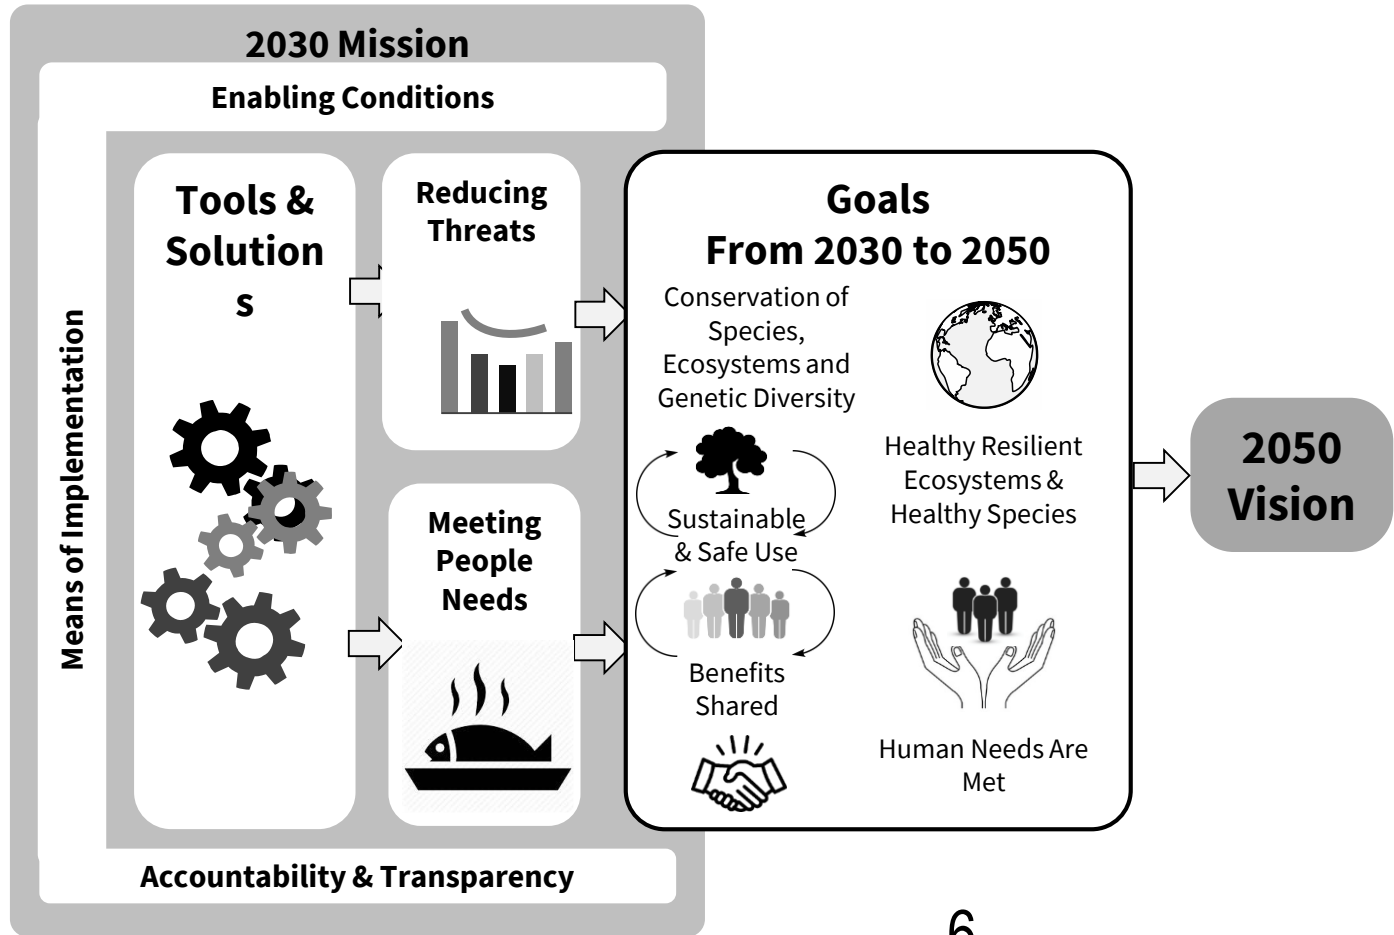 2030 Mission
Enabling Conditions
Means of Implementation
Tools &
Solution
s
Reducing
Threats
Meeting
People
Needs
Goals
From 2030 to 2050
Conservation of
Species,
Ecosystems and
Genetic Diversity
Sustainable
& Safe Use
Benefits
Shared
Healthy Resilient
Ecosystems &
Healthy Species
Human Needs Are
Met
2050
Vision
Accountability & Transparency
6